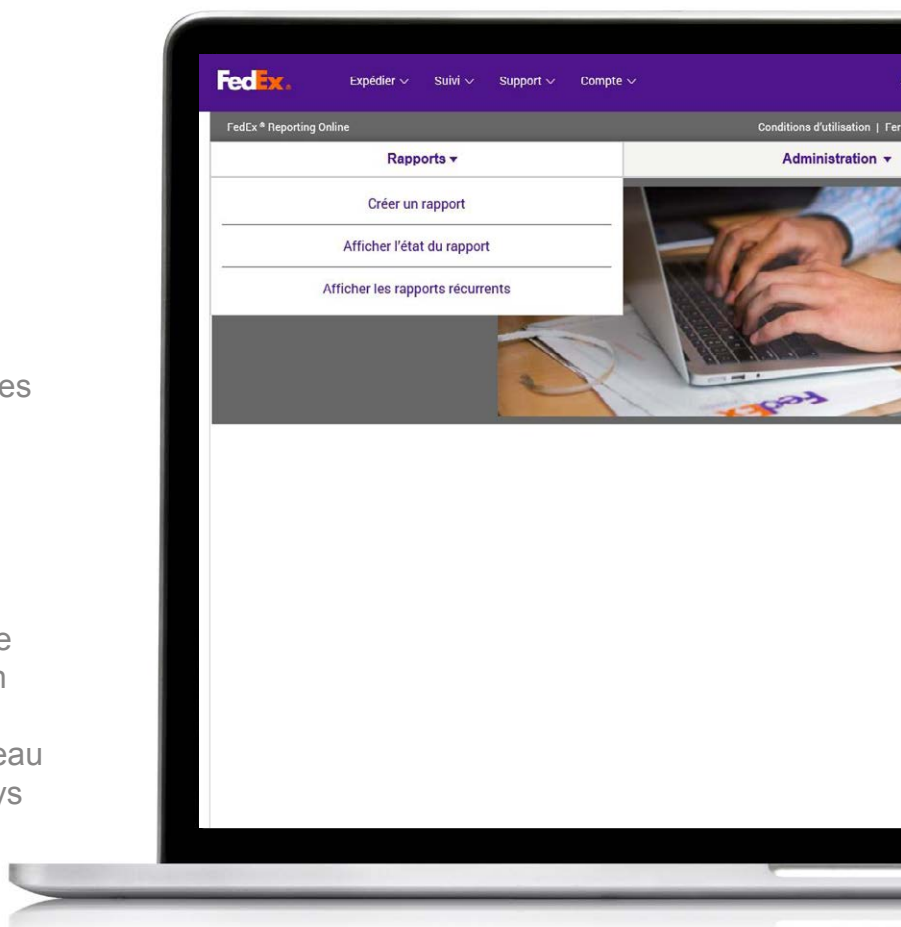 FedEx®
Expédier Suivi Support Compte
FedEx ® Reporting Online
Conditions d'utilisation |
Rapports
Administration
Créer un rapport
Afficher l'état du rapport
Afficher les rapports récurrents
FedEx
es
e
n
eau
ys